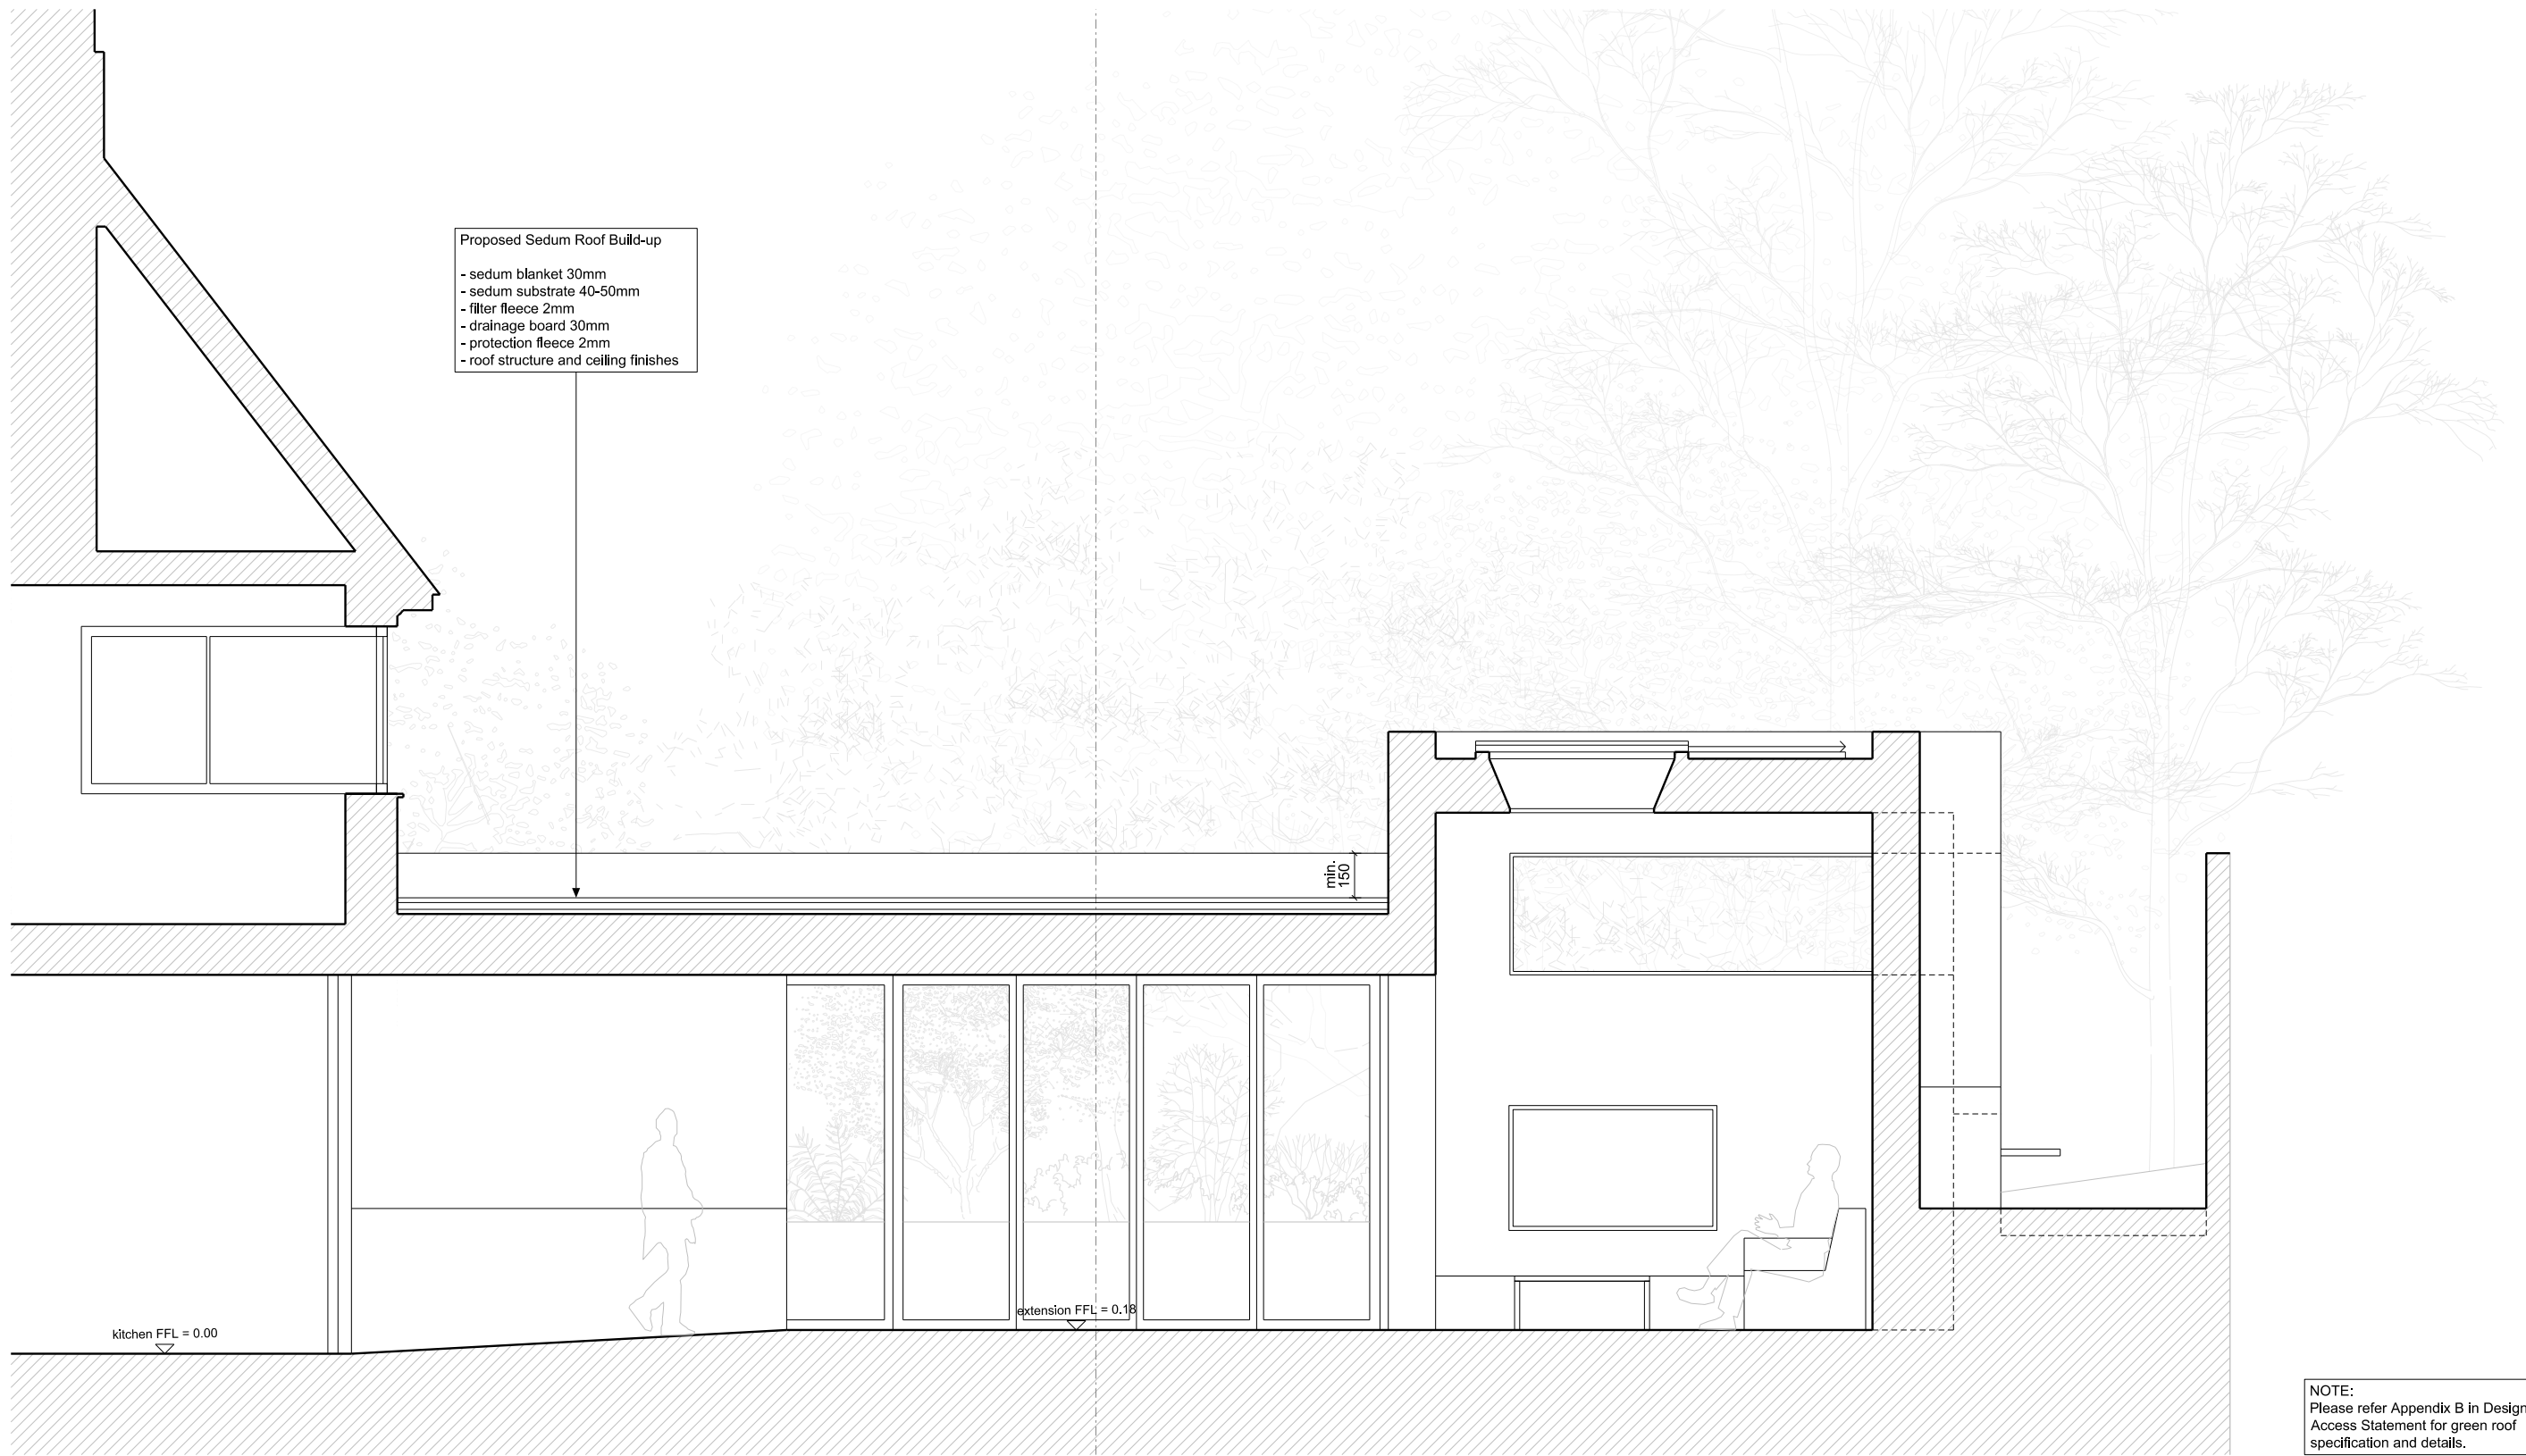 Proposed Sedum Roof Build-up
- sedum blanket 30mm
- sedum substrate 40-50mm
- filter fleece 2mm
- drainage board 30mm
- protection fleece 2mm
- roof structure and ceiling finishes
min.
150
extension FFL = 0.18
kitchen FFL = 0.00
NOTE:
Please refer Appendix B in Design
Access Statement for green roof
specification and details.